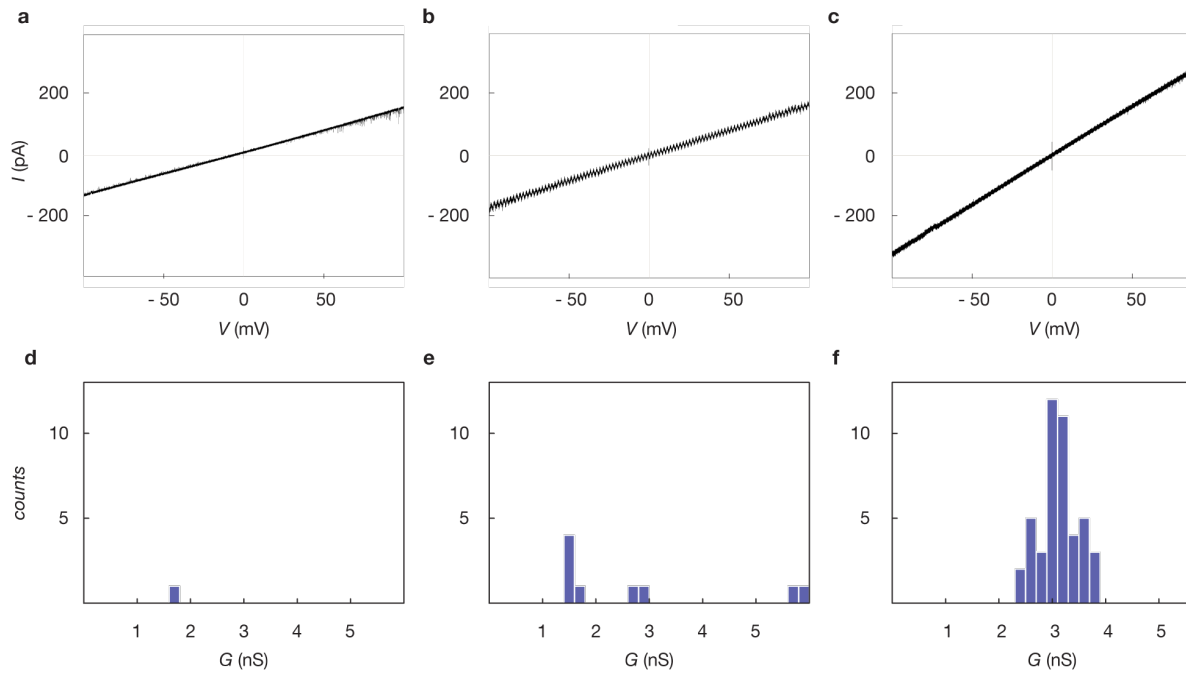 a b c
200 200 200
I (pA) 0 0 0
- 200 - 200 - 200
- 50 0 50 - 50 0 50 - 50 0 50
V (mV) V (mV) V (mV)
d e f
10 10 10
counts
5 5 5
1 2 3 4 5 1 2 3 4 5 1 2 3 4 5
G (nS) G (nS) G (nS)